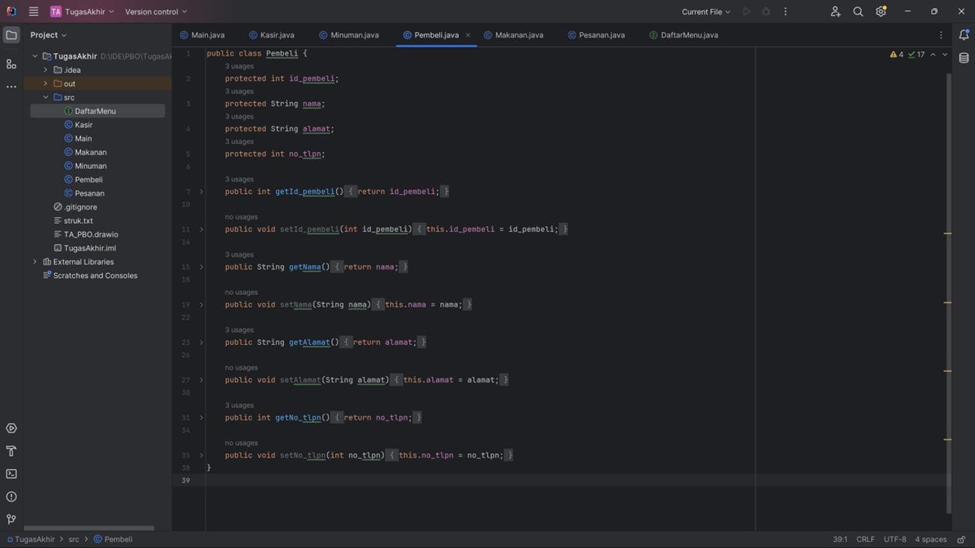 TA TugasAkhir Version control Current File
Project
Main.java Kasir.java Minuman.java Pembeli.java Makanan.java Pesanan.java DaftarMenu.java
TugasAkhir D:\IDE\PBO\TugasAk
.idea
out
src
DaftarMenu
Kasir
Main
Makanan
Minuman
Pembeli
Pesanan
.gitignore
struk.txt
TA_PBO.drawio
TugasAkhir.iml
External Libraries
Scratches and Consoles
4 17
1 public class Pembeli {
3 usages
2 protected int id_pembeli;
3 usages
3 protected String nama;
3 usages
4 protected String alamat;
3 usages
5 protected int no_tlpn;
6
3 usages
7 public int getId_pembeli() { return id_pembeli; }
10
no usages
11 public void setId_pembeli(int id_pembeli) { this.id_pembeli = id_pembeli; }
14
3 usages
15 public String getNama() { return nama; }
18
no usages
19 public void setNama(String nama) { this.nama = nama; }
22
3 usages
23 public String getAlamat() { return alamat; }
26
no usages
27 public void setAlamat(String alamat) { this.alamat = alamat; }
30
3 usages
31 public int getNo_tlpn() { return no_tlpn; }
34
no usages
35 public void setNo_tlpn(int no_tlpn) { this.no_tlpn = no_tlpn; }
38 }
39
TugasAkhir > src > Pembeli 39:1 CRLF UTF-8 4 spaces